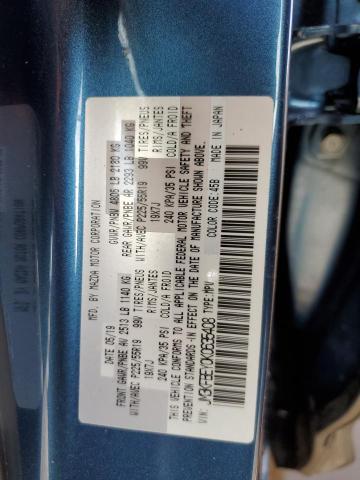 MFD. BY: MAZDA MOTOR CORPORATION
DATE 05/19 GVWR/PNBV 4806 LB 2180 KG
FRONT GAWR/PNBE AV 2513 LB 1140 KG REAR GAWR/PNBE AR 2293 LB 1040 KG
WITH/AVEC P225/55R19 99V TIRES/PNEUS WITH/AVEC P225/55R19 99V TIRES/PNEUS
19X7J RIMS/JANTES 19X7J RIMS/JANTES
240 KPA/35 PSI COLD/A FROID 240 KPA/35 PSI COLD/A FROID
THIS VEHICLE CONFORMS TO ALL APPLICABLE FEDERAL MOTOR VEHICLE SAFETY AND THEFT
PREVENTION STANDARDS IN EFFECT ON THE DATE OF MANUFACTURE SHOWN ABOVE.
TYPE:MPV COLOR CODE:45B MADE IN JAPAN
VIN: